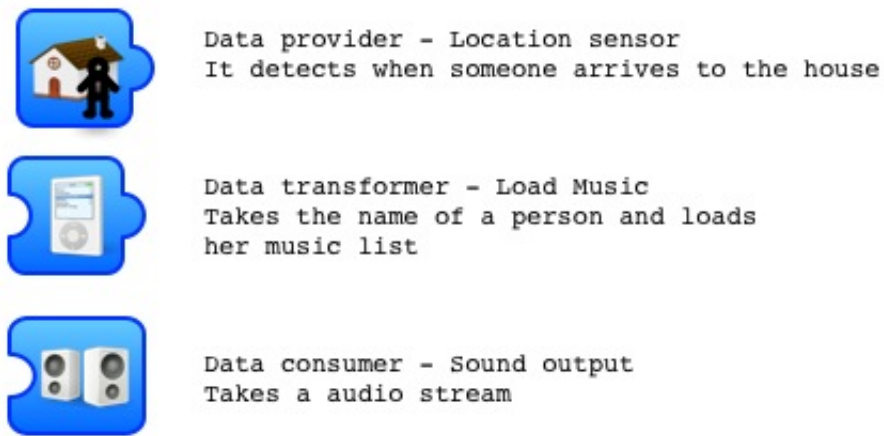 Data provider – Location sensor
It detects when someone arrives to the house
Data transformer – Load Music
Takes the name of a person and loads
her music list
Data consumer – Sound output
Takes a audio stream